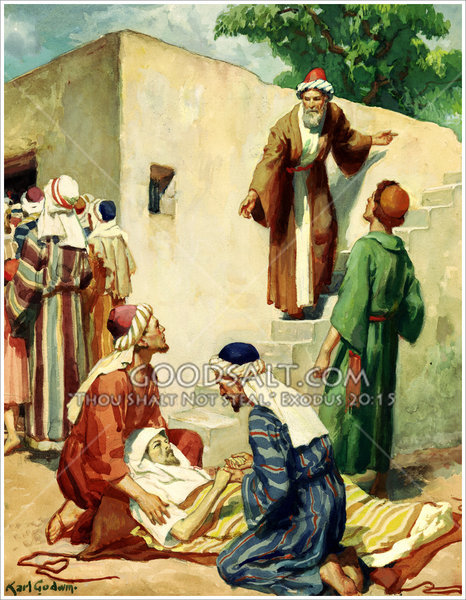 GOODSALT.COM
"THOU SHALT NOT STEAL" EXODUS 20:15
Karl Godwin.